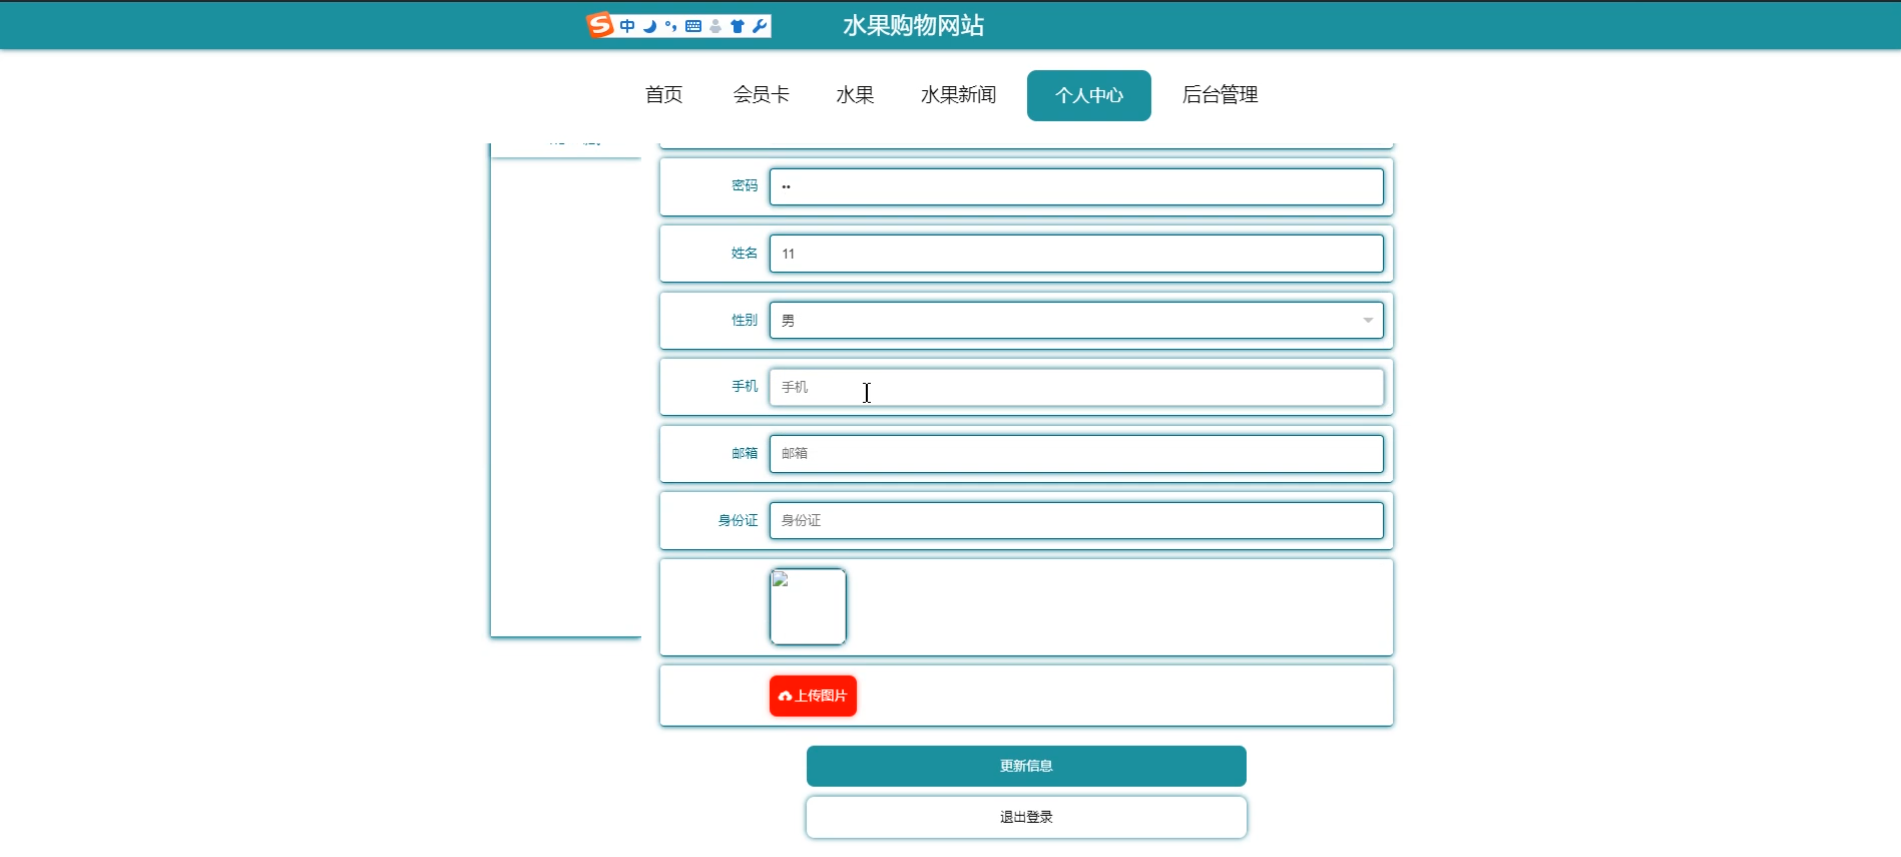 中
水果购物网站
首页 会员卡 水果 水果新闻 个人中心 后台管理
密码 ••
姓名 11
性别 男
手机 手机
邮箱 邮箱
身份证 身份证
上传图片
更新信息
退出登录